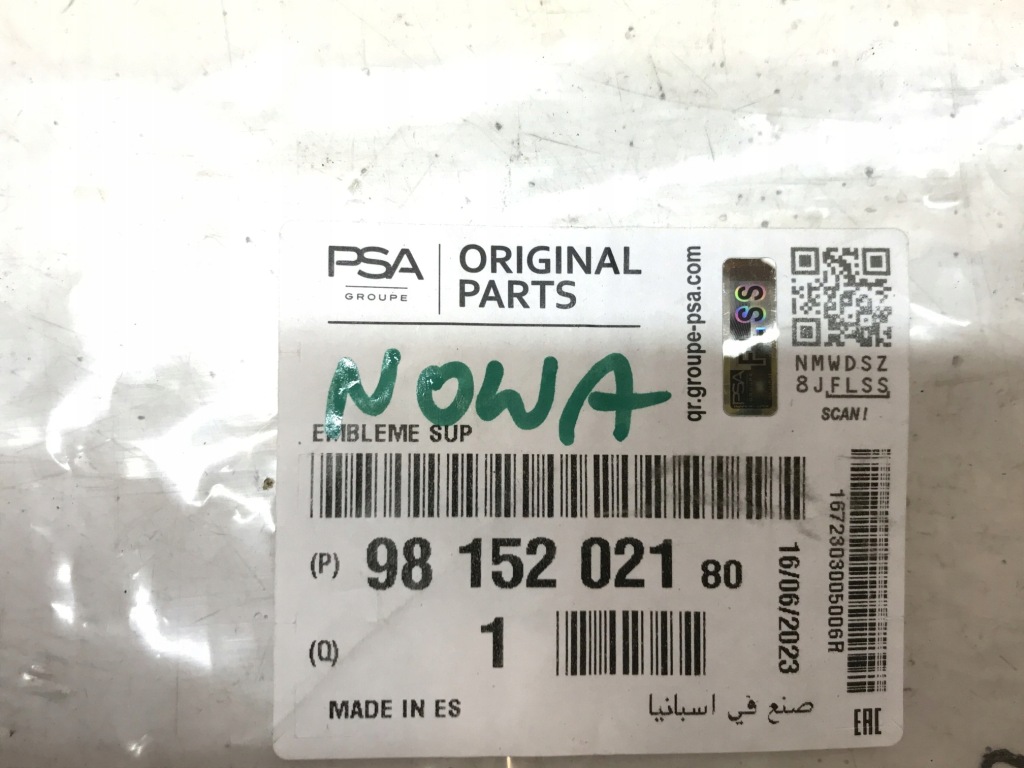 PSA
GROUPE
ORIGINAL
PARTS
qr.groupe-psa.com
NMWDSZ
8JFLSS
SCAN!
NOWA
EMBLEME SUP
(P) 98 152 021 80
16/06/2023
1672303005006R
(Q) 1
MADE IN ES
صنع في اسبانيا
EAC